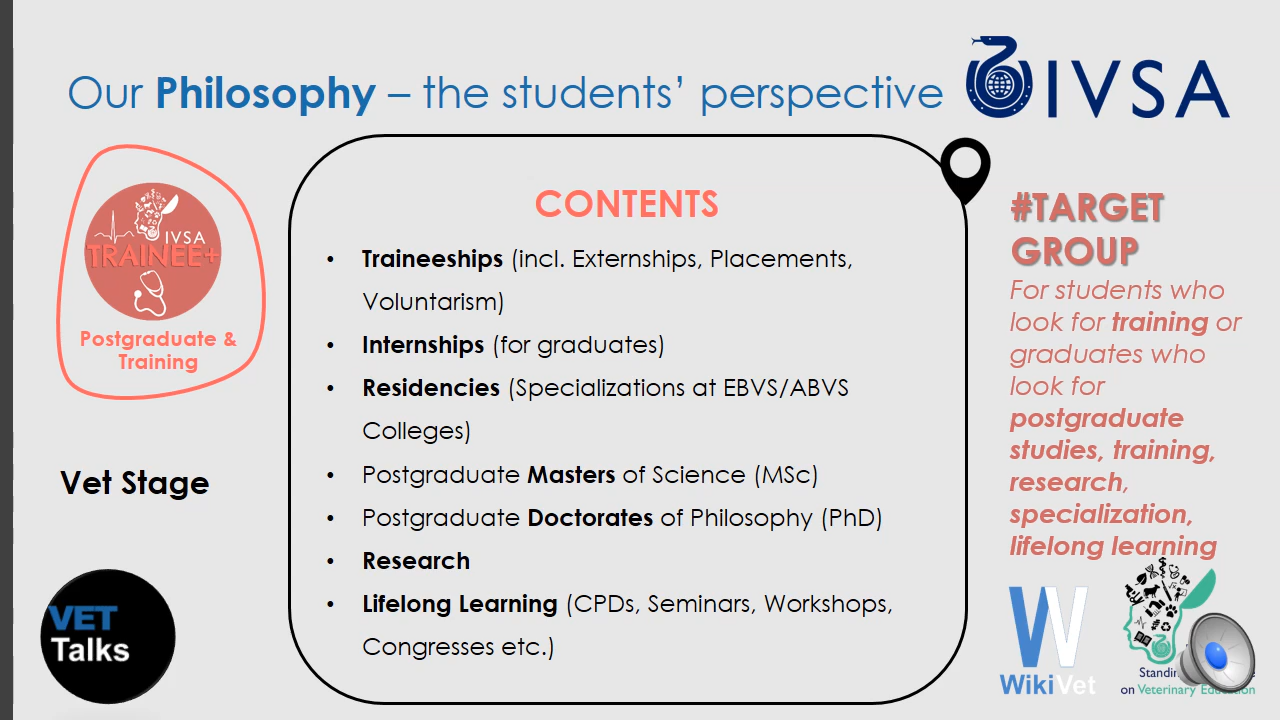 Our Philosophy – the students’ perspective
IVSA
IVSA
TRAINEE+
Postgraduate &
Training
Vet Stage
VET
Talks
CONTENTS
• Traineeships (incl. Externships, Placements,
Voluntarism)
• Internships (for graduates)
• Residencies (Specializations at EBVS/ABVS
Colleges)
• Postgraduate Masters of Science (MSc)
• Postgraduate Doctorates of Philosophy (PhD)
• Research
• Lifelong Learning (CPDs, Seminars, Workshops,
Congresses etc.)
#TARGET
GROUP
For students who
look for training or
graduates who
look for
postgraduate
studies, training,
research,
specialization,
lifelong learning
W
WikiVet
on Veterinary